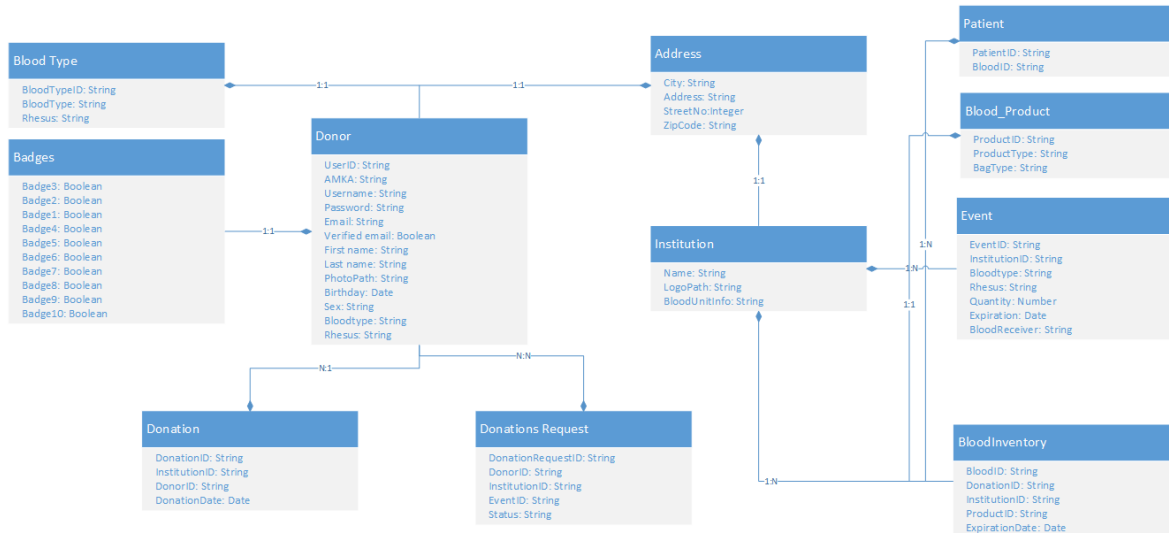 Blood Type
BloodTypeID: String
BloodType: String
Rhesus: String
Badges
Badge3: Boolean
Badge2: Boolean
Badge1: Boolean
Badge4: Boolean
Badge5: Boolean
Badge6: Boolean
Badge7: Boolean
Badge8: Boolean
Badge9: Boolean
Badge10: Boolean
1:1
1:1
1:1
Donor
UserID: String
AMKA: String
Username: String
Password: String
Email: String
Verified email: Boolean
First name: String
Last name: String
PhotoPath: String
Birthday: Date
Sex: String
Bloodtype: String
Rhesus: String
Address
City: String
Address: String
StreetNo:Integer
ZipCode: String
1:1
Institution
Name: String
LogoPath: String
BloodUnitInfo: String
Patient
PatientID: String
BloodID: String
Blood_Product
ProductID: String
ProductType: String
BagType: String
1:N
1:N
1:1
Event
EventID: String
InstitutionID: String
Bloodtype: String
Rhesus: String
Quantity: Number
Expiration: Date
BloodReceiver: String
N:1
N:N
Donation
DonationID: String
InstitutionID: String
DonorID: String
DonationDate: Date
Donations Request
DonationRequestID: String
DonorID: String
InstitutionID: String
EventID: String
Status: String
1:N
BloodInventory
BloodID: String
DonationID: String
InstitutionID: String
ProductID: String
ExpirationDate: Date